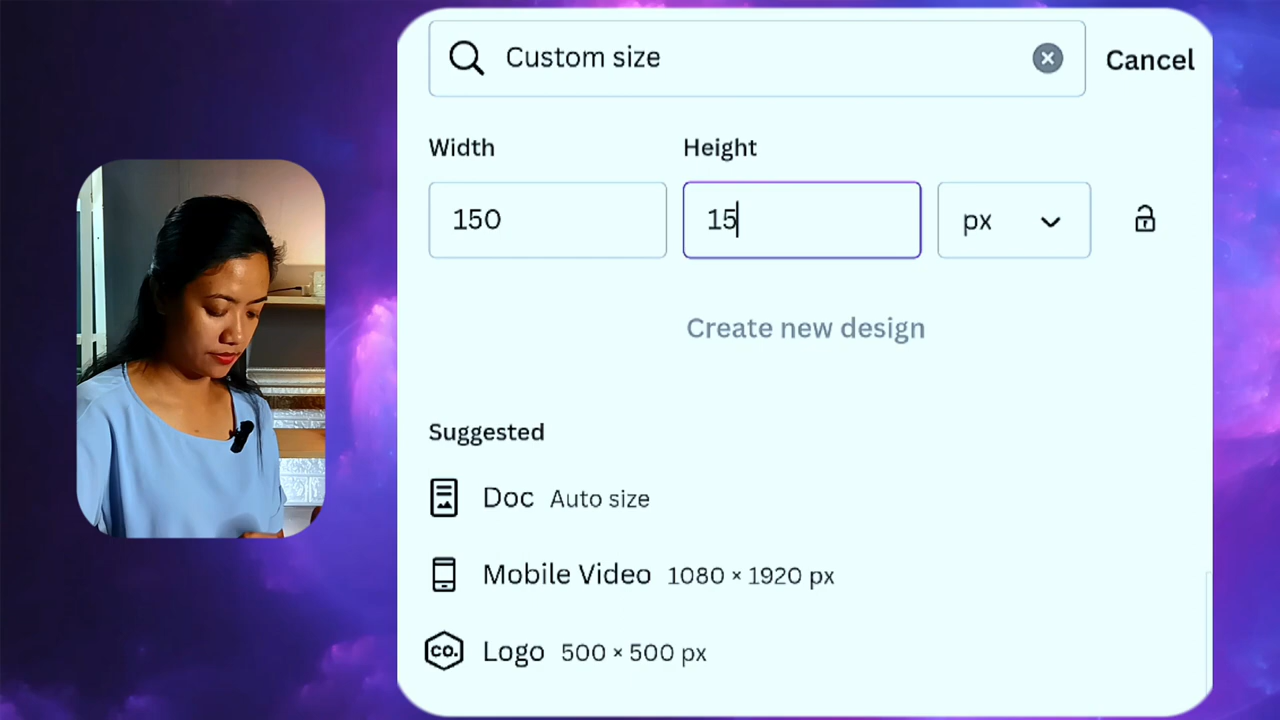 Custom size
Cancel
Width Height
150 15 px
Create new design
Suggested
Doc Auto size
Mobile Video 1080 × 1920 px
CO. Logo 500 × 500 px